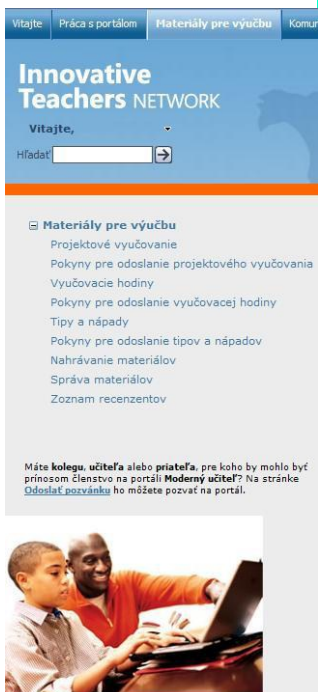 Vitajte Práca s portálom Materiály pre výučbu
Innovative
Teachers NETWORK
Vitajte,
Hľadať
Materiály pre výučbu
Projektové vyučovanie
Pokyny pre odoslanie projektového vyučovania
Vyučovacie hodiny
Pokyny pre odoslanie vyučovacej hodiny
Tipy a nápady
Pokyny pre odoslanie tipov a nápadov
Nahrávanie materiálov
Správa materiálov
Zoznam recenzentov
Máte kolegu, učiteľa alebo priateľa, pre koho by mohlo byť
prínosom členstvo na portáli Moderný učiteľ? Na stránke
Odoslať pozvánku ho môžete pozvať na portál.